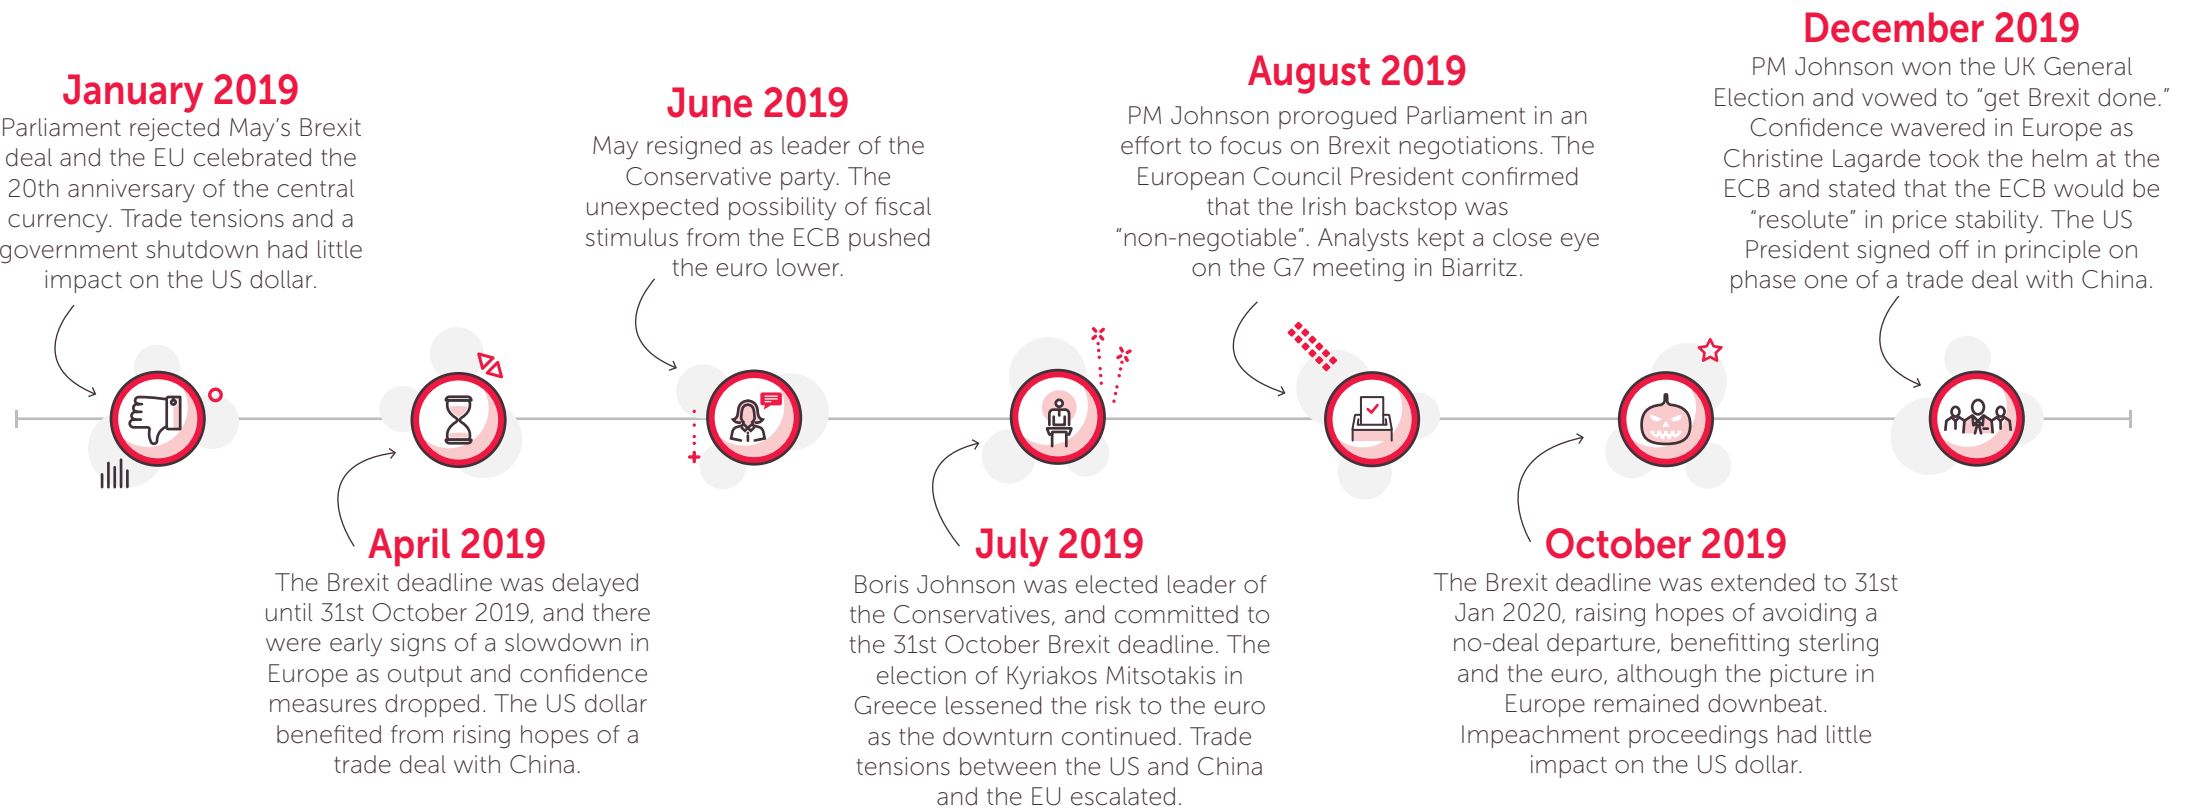 January 2019
Parliament rejected May’s Brexit
deal and the EU celebrated the
20th anniversary of the central
currency. Trade tensions and a
government shutdown had little
impact on the US dollar.
April 2019
The Brexit deadline was delayed
until 31st October 2019, and there
were early signs of a slowdown in
Europe as output and confidence
measures dropped. The US dollar
benefited from rising hopes of a
trade deal with China.
June 2019
May resigned as leader of the
Conservative party. The
unexpected possibility of fiscal
stimulus from the ECB pushed
the euro lower.
July 2019
Boris Johnson was elected leader of
the Conservatives, and committed to
the 31st October Brexit deadline. The
election of Kyriakos Mitsotakis in
Greece lessened the risk to the euro
as the downturn continued. Trade
tensions between the US and China
and the EU escalated.
August 2019
PM Johnson prorogued Parliament in an
effort to focus on Brexit negotiations. The
European Council President confirmed
that the Irish backstop was
“non-negotiable”. Analysts kept a close eye
on the G7 meeting in Biarritz.
October 2019
The Brexit deadline was extended to 31st
Jan 2020, raising hopes of avoiding a
no-deal departure, benefitting sterling
and the euro, although the picture in
Europe remained downbeat.
Impeachment proceedings had little
impact on the US dollar.
December 2019
PM Johnson won the UK General
Election and vowed to “get Brexit done.”
Confidence wavered in Europe as
Christine Lagarde took the helm at the
ECB and stated that the ECB would be
“resolute” in price stability. The US
President signed off in principle on
phase one of a trade deal with China.